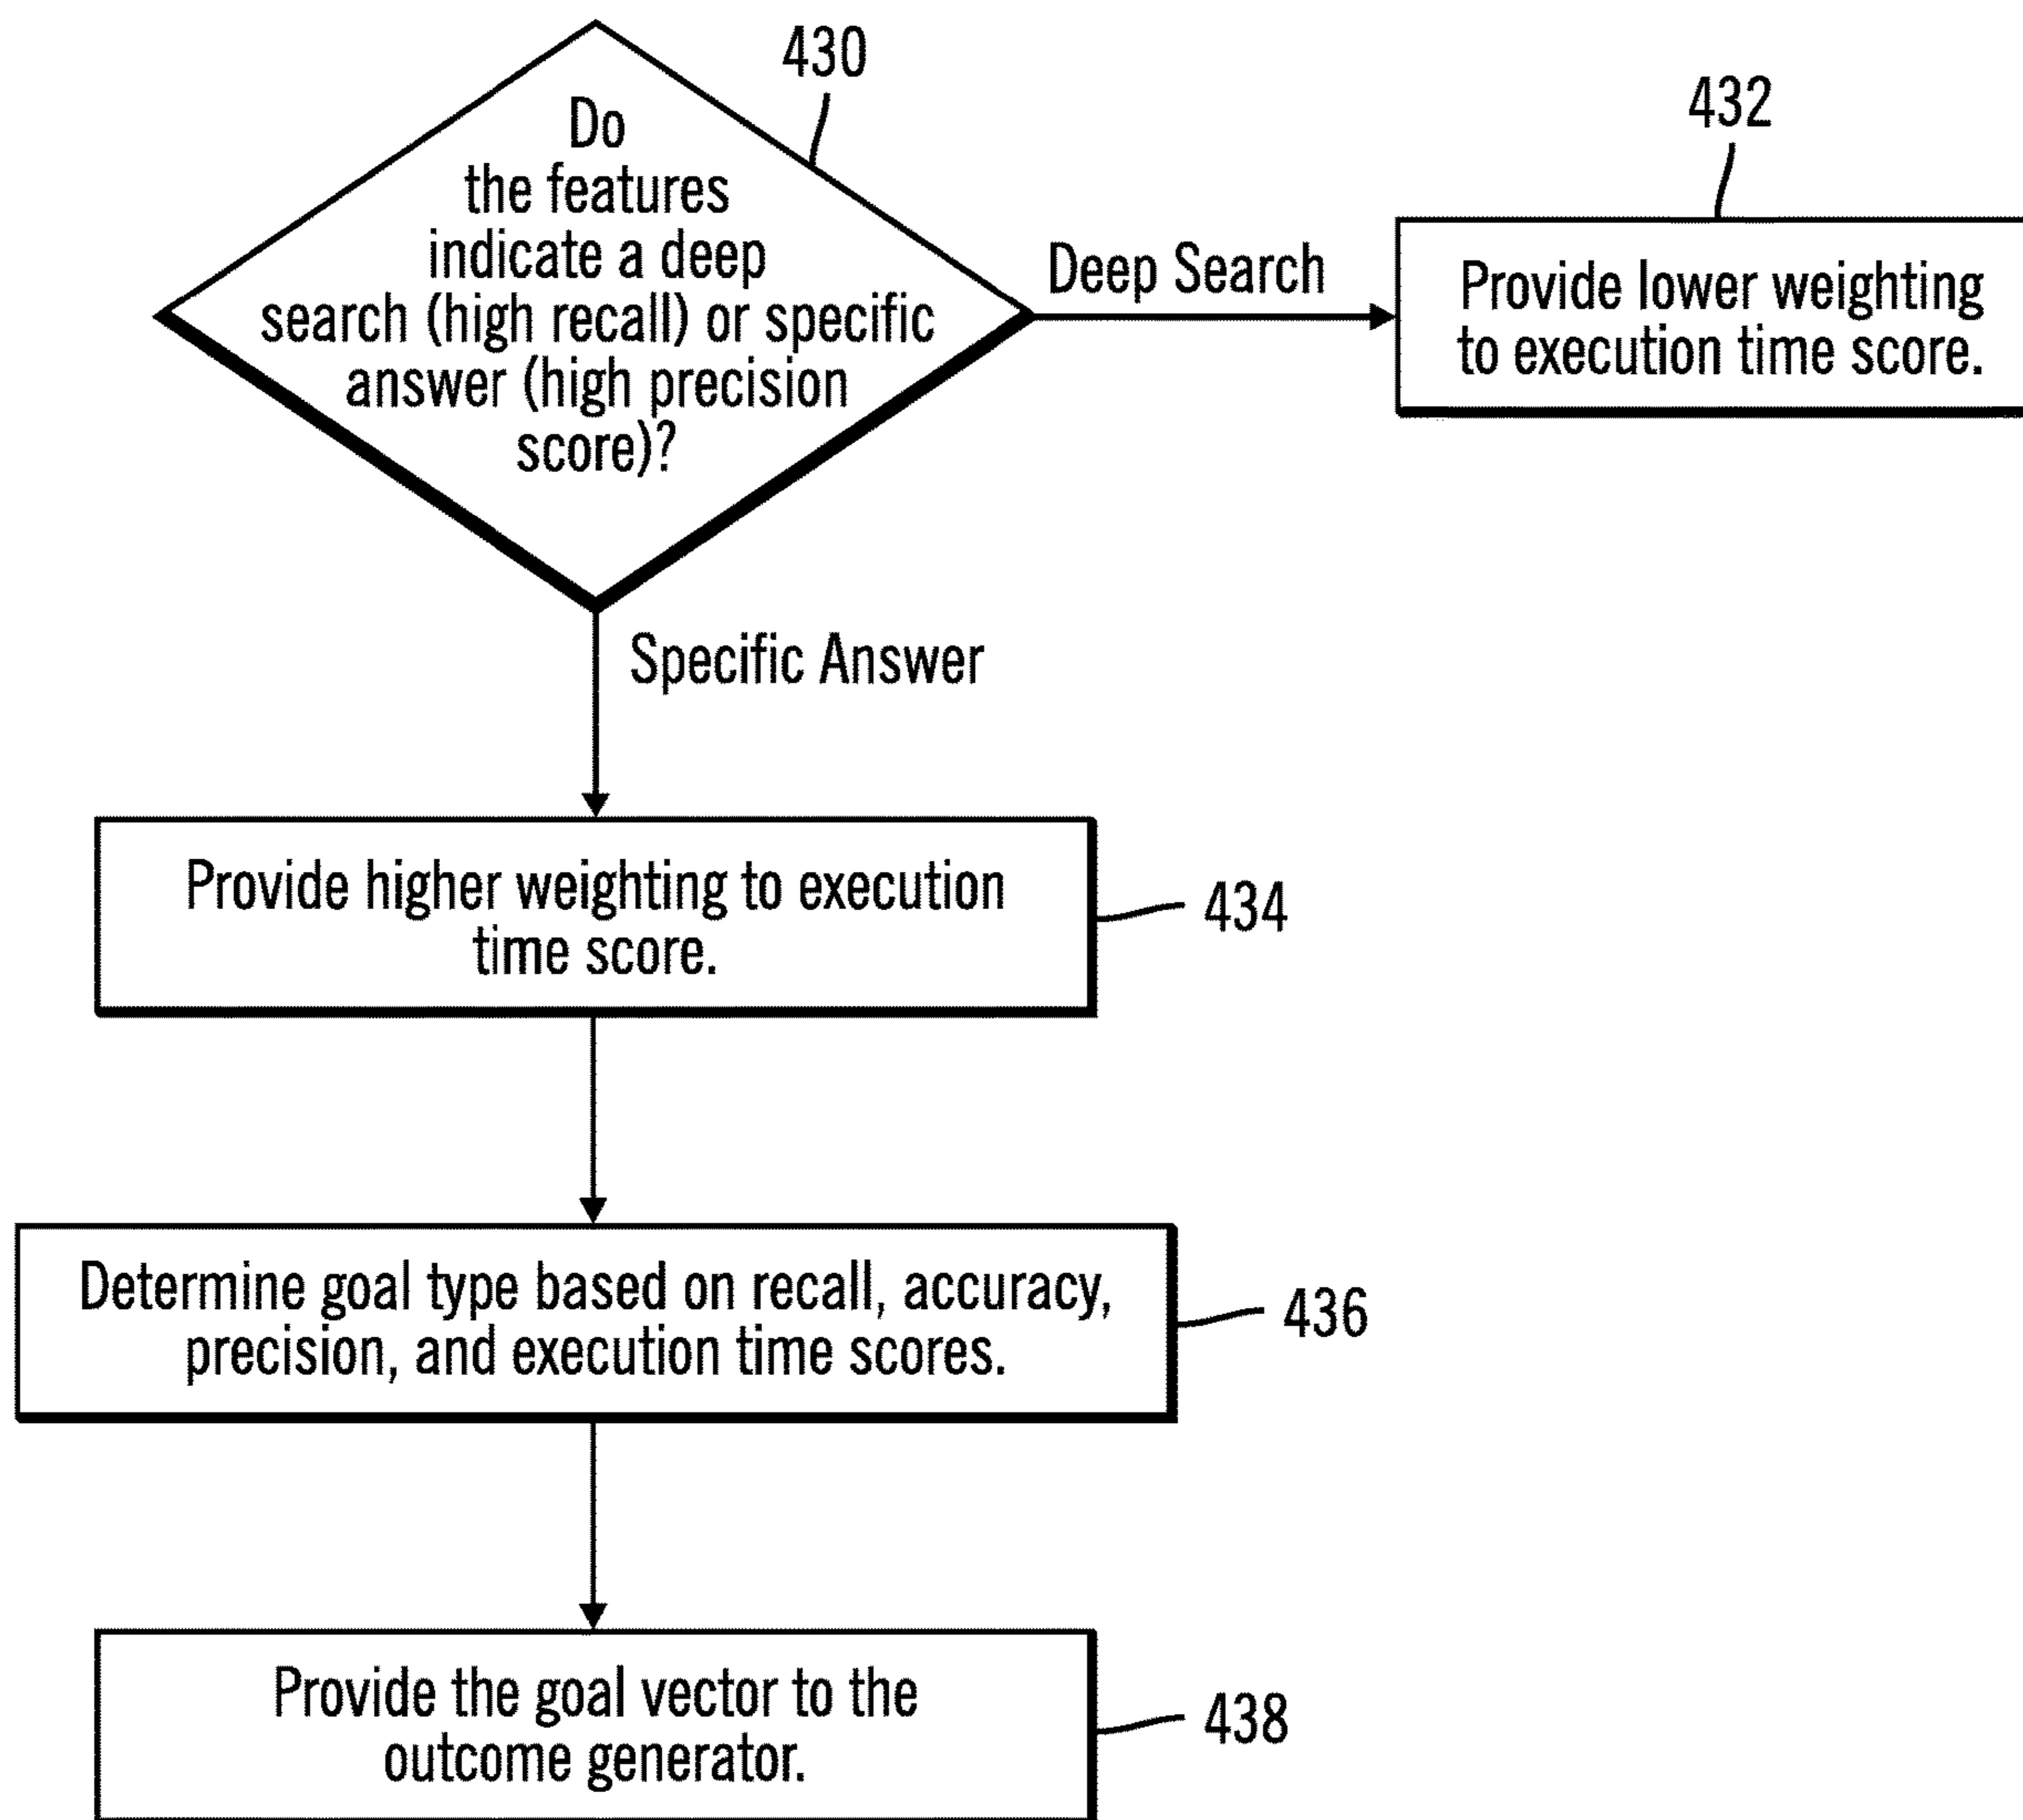 430
Do
the features
indicate a deep
search (high recall) or specific
answer (high precision
score)?
432
Deep Search
Provide lower weighting
to execution time score.
Specific Answer
Provide higher weighting to execution
time score.
434
Determine goal type based on recall, accuracy,
precision, and execution time scores.
436
Provide the goal vector to the
outcome generator.
438